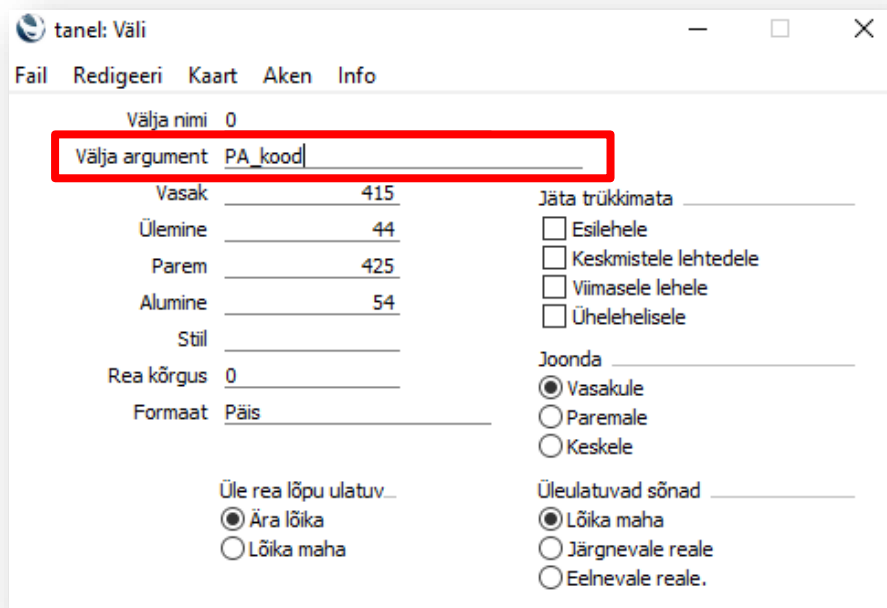 tanel: Väli
Fail Redigeeri Kaart Aken Info
Välja nimi 0
Välja argument PA_kood
Vasak 415
Ülemine 44
Parem 425
Alumine 54
Stiil
Rea kõrgus 0
Formaat Päis
Jäta trükkimata
Esilehele
Keskmistele lehtedele
Viimasele lehele
Ühelehelisele
Joonda
Vasakule
Paremale
Keskele
Üle rea lõpu ulatuv
Ära lõika
Lõika maha
Üleulatuvad sõnad
Lõika maha
Järgnevale reale
Eelnevale reale.